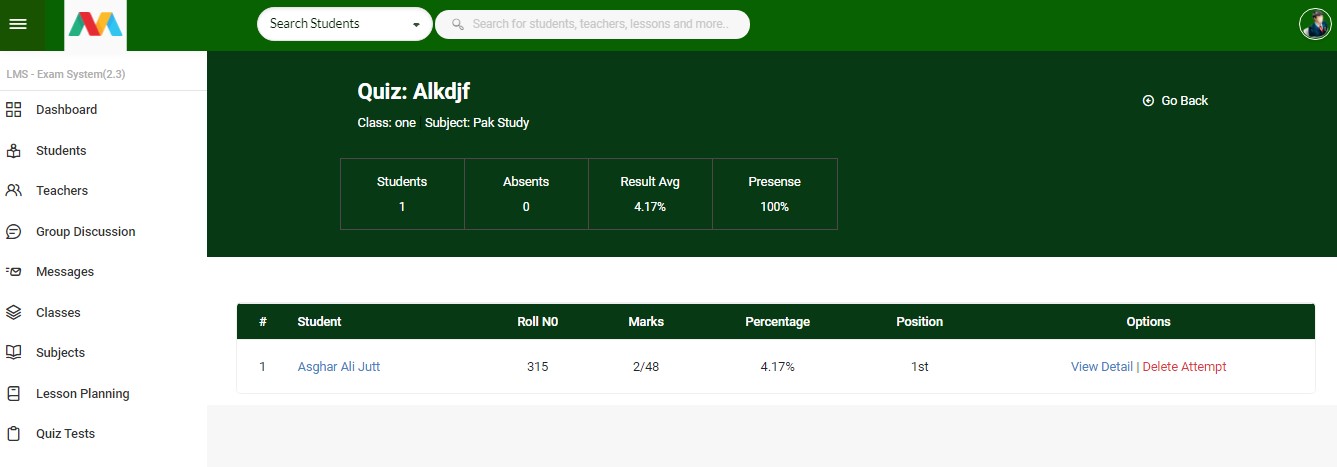 Search Students
Search for students, teachers, lessons and more..
LMS - Exam System(2.3)
Dashboard
Students
Teachers
Group Discussion
Messages
Classes
Subjects
Lesson Planning
Quiz Tests
Quiz: Alkdjf
Class: one Subject: Pak Study
Go Back
Students Absents Result Avg Presense
1 0 4.17% 100%
# Student Roll N0 Marks Percentage Position Options
1 Asghar Ali Jutt 315 2/48 4.17% 1st View Detail | Delete Attempt